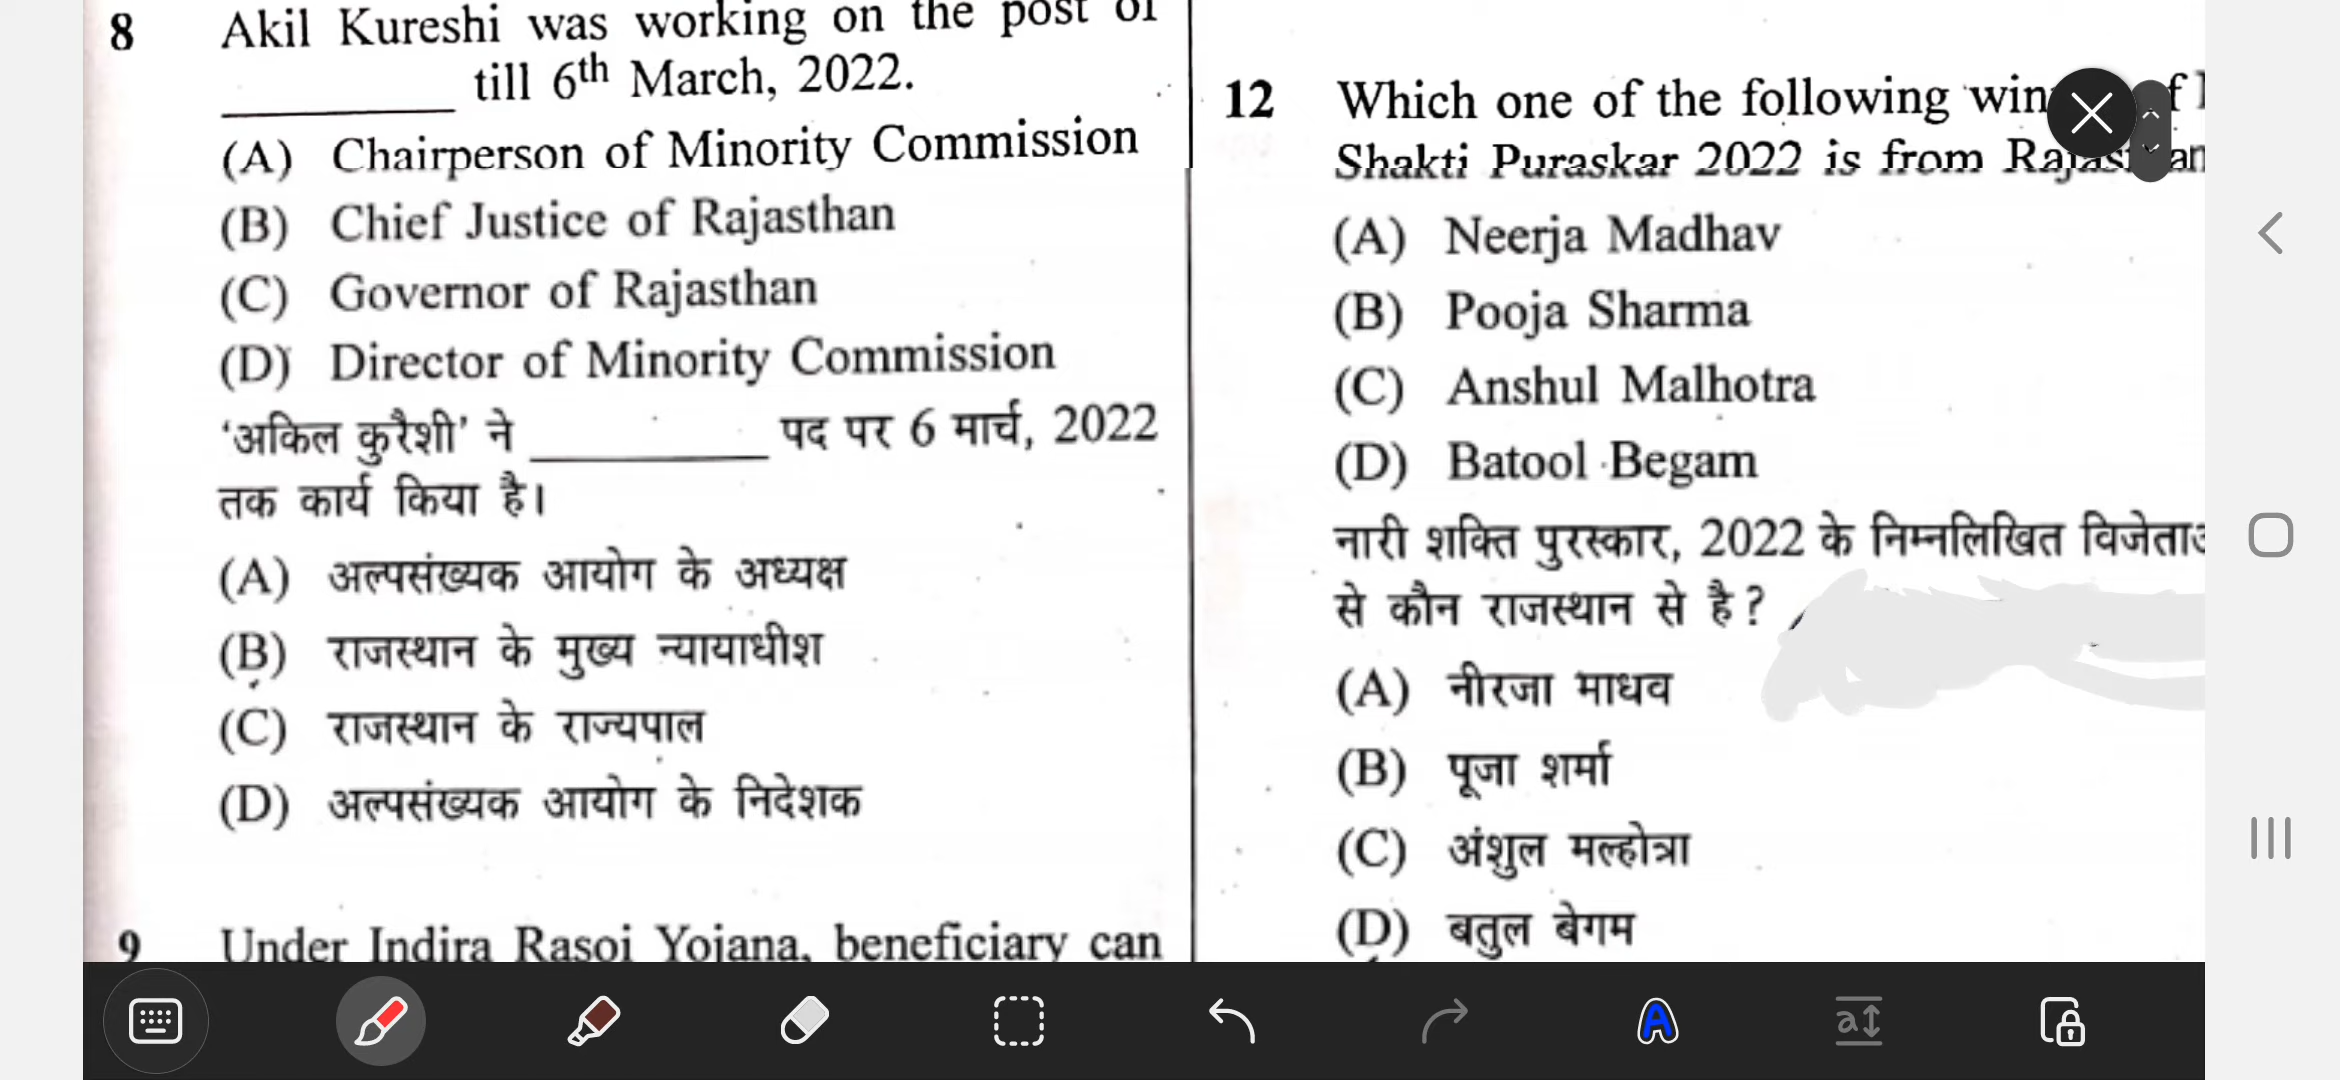 8 Akil Kureshi was working on the post of
__________ till 6th March, 2022.
(A) Chairperson of Minority Commission
(B) Chief Justice of Rajasthan
(C) Governor of Rajasthan
(D) Director of Minority Commission
‘अकिल कुरैशी’ ने __________ पद पर 6 मार्च, 2022
तक कार्य किया है।
(A) अल्पसंख्यक आयोग के अध्यक्ष
(B) राजस्थान के मुख्य न्यायाधीश
(C) राजस्थान के राज्यपाल
(D) अल्पसंख्यक आयोग के निदेशक
9 Under Indira Rasoi Yojana, beneficiary can
12 Which one of the following
Shakti Puraskar 2022 is from
(A) Neerja Madhav
(B) Pooja Sharma
(C) Anshul Malhotra
(D) Batool Begam
नारी शक्ति पुरस्कार, 2022 के निम्नलिखित
से कौन राजस्थान से है ?
(A) नीरजा माधव
(B) पूजा शर्मा
(C) अंशुल मल्होत्रा
(D) बतुल बेगम